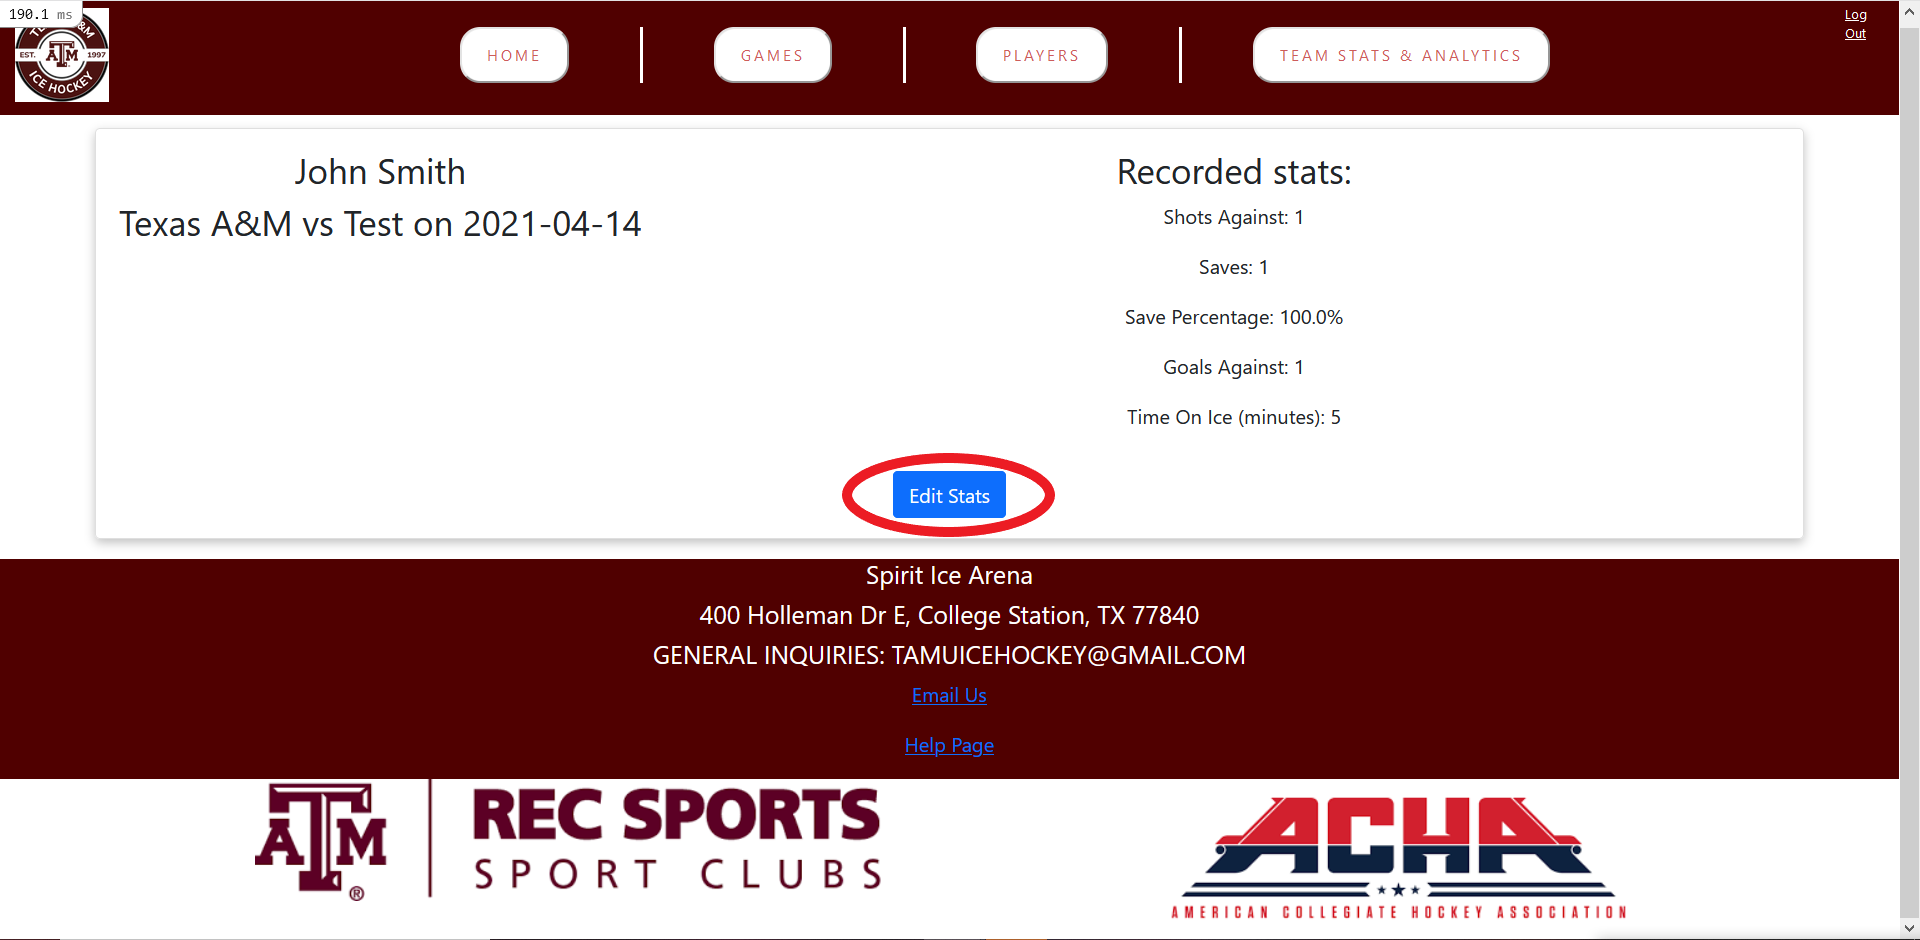 190.1 ms
TEXAS A&M
EST. ATM 1997
ICE HOCKEY
HOME
GAMES
PLAYERS
TEAM STATS & ANALYTICS
Log
Out
John Smith
Texas A&M vs Test on 2021-04-14
Recorded stats:
Shots Against: 1
Saves: 1
Save Percentage: 100.0%
Goals Against: 1
Time On Ice (minutes): 5
Edit Stats
Spirit Ice Arena
400 Holleman Dr E, College Station, TX 77840
GENERAL INQUIRIES: TAMUICEHOCKEY@GMAIL.COM
Email Us
Help Page
ATM®
REC SPORTS
SPORT CLUBS
ACHA
AMERICAN COLLEGIATE HOCKEY ASSOCIATION